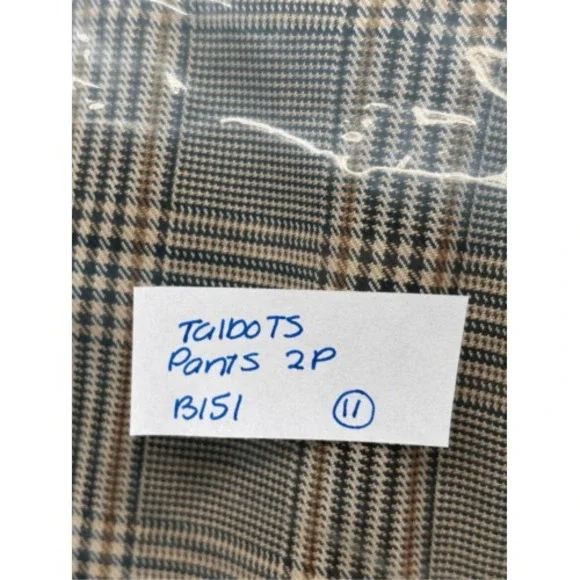 TalboTS
Pants 2P
B151 11